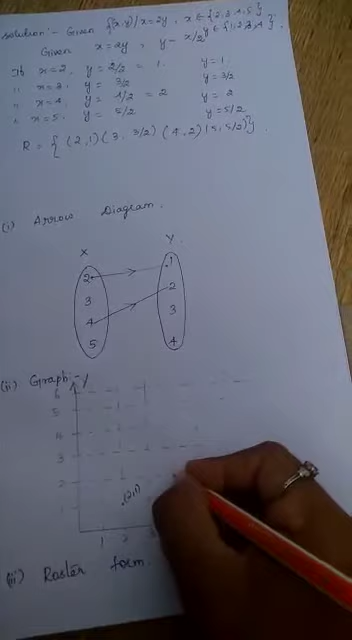 Solution:- Given {(x,y)/x=2y, x∈{2,3,4,5}
y∈{1,2,3,4}}.
Given x=2y, y=x/2
If x=2, y=2/2 = 1. y=1
" x=3, y=3/2 y=3/2
" x=4, y=4/2 = 2 y=2
" x=5, y=5/2 y=5/2
R = {(2,1)(3,3/2)(4,2)(5,5/2)}.
(i) Arrow Diagram.
X Y.
2 1
3 2
4 3
5 4
(ii) Graph:- y
6
5
4
3
2
1
(2,1)
1 2 3
(iii) Roster form.